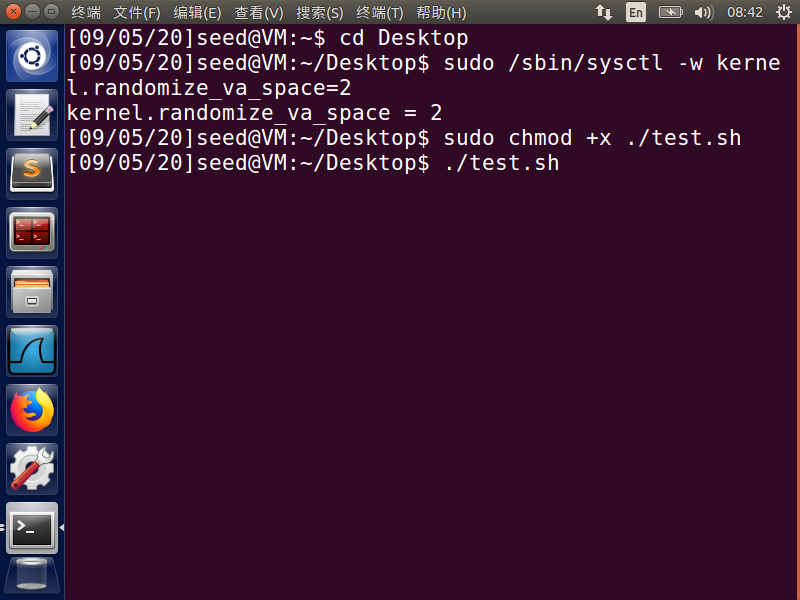 终端 文件(F) 编辑(E) 查看(V) 搜索(S) 终端(T) 帮助(H) En 08:42
[09/05/20]seed@VM:~$ cd Desktop
[09/05/20]seed@VM:~/Desktop$ sudo /sbin/sysctl -w kerne
l.randomize_va_space=2
kernel.randomize_va_space = 2
[09/05/20]seed@VM:~/Desktop$ sudo chmod +x ./test.sh
[09/05/20]seed@VM:~/Desktop$ ./test.sh